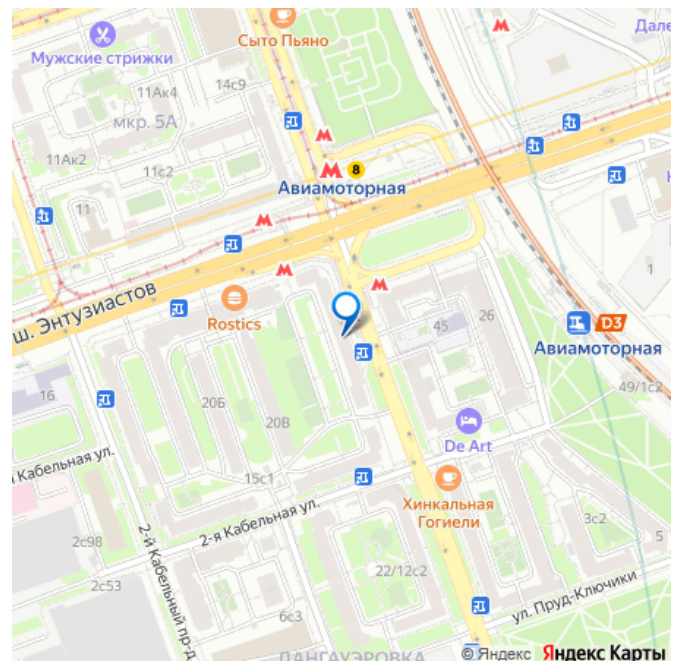 Сыто Пьяно
Дале
Мужские стрижки
14с9
11Ак4
мкр. 5А
8
11Ак2
11с2
Авиамоторная
11
1
ш. Энтузиастов
Rostics
45
26
D3
Авиамоторная
49/1с2
16
20Б
20В
De Art
я Кабельная ул.
15с1
Хинкальная
Гогиели
2-я Кабельная ул.
3с2
5
2с98
2-й Кабельный пр-д
22/12с2
2с53
ул. Пруд-Ключики
6с3
ЛАНГАУЭРОВКА
© Яндекс Яндекс Карты